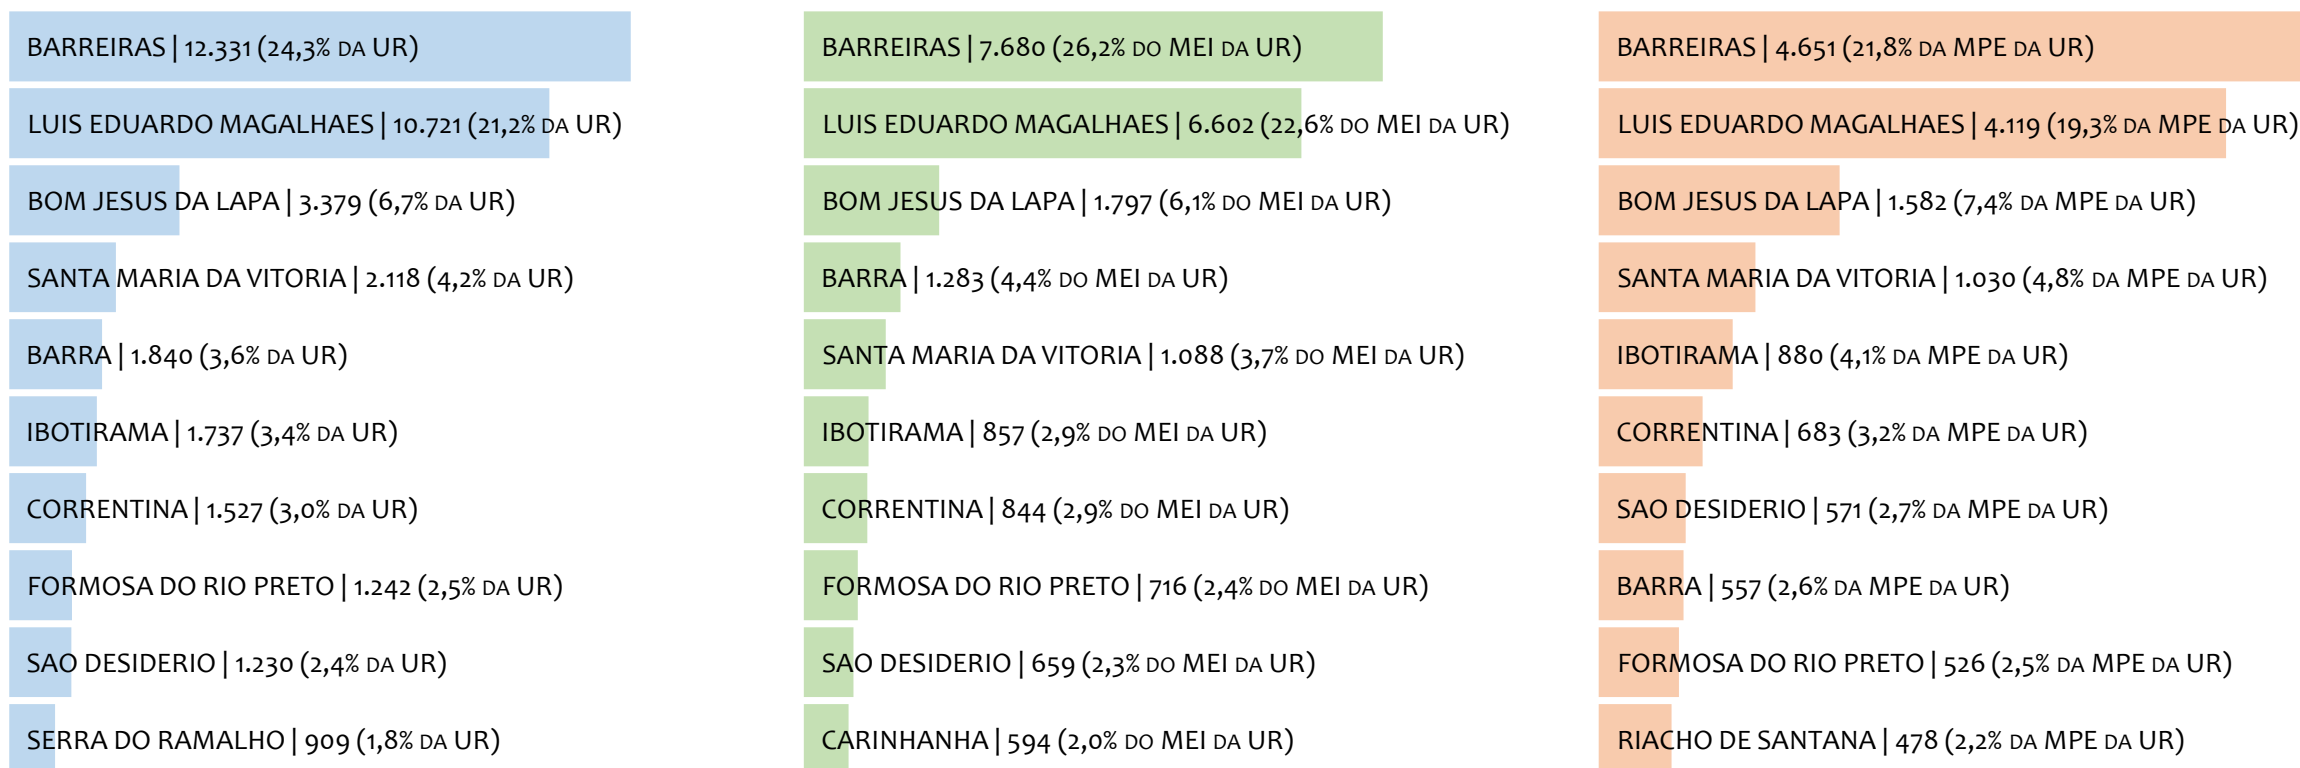 BARREIRAS | 12.331 (24,3% DA UR)
LUIS EDUARDO MAGALHAES | 10.721 (21,2% DA UR)
BOM JESUS DA LAPA | 3.379 (6,7% DA UR)
SANTA MARIA DA VITORIA | 2.118 (4,2% DA UR)
BARRA | 1.840 (3,6% DA UR)
IBOTIRAMA | 1.737 (3,4% DA UR)
CORRENTINA | 1.527 (3,0% DA UR)
FORMOSA DO RIO PRETO | 1.242 (2,5% DA UR)
SAO DESIDERIO | 1.230 (2,4% DA UR)
SERRA DO RAMALHO | 909 (1,8% DA UR)
BARREIRAS | 7.680 (26,2% DO MEI DA UR)
LUIS EDUARDO MAGALHAES | 6.602 (22,6% DO MEI DA UR)
BOM JESUS DA LAPA | 1.797 (6,1% DO MEI DA UR)
BARRA | 1.283 (4,4% DO MEI DA UR)
SANTA MARIA DA VITORIA | 1.088 (3,7% DO MEI DA UR)
IBOTIRAMA | 857 (2,9% DO MEI DA UR)
CORRENTINA | 844 (2,9% DO MEI DA UR)
FORMOSA DO RIO PRETO | 716 (2,4% DO MEI DA UR)
SAO DESIDERIO | 659 (2,3% DO MEI DA UR)
CARINHANHA | 594 (2,0% DO MEI DA UR)
BARREIRAS | 4.651 (21,8% DA MPE DA UR)
LUIS EDUARDO MAGALHAES | 4.119 (19,3% DA MPE DA UR)
BOM JESUS DA LAPA | 1.582 (7,4% DA MPE DA UR)
SANTA MARIA DA VITORIA | 1.030 (4,8% DA MPE DA UR)
IBOTIRAMA | 880 (4,1% DA MPE DA UR)
CORRENTINA | 683 (3,2% DA MPE DA UR)
SAO DESIDERIO | 571 (2,7% DA MPE DA UR)
BARRA | 557 (2,6% DA MPE DA UR)
FORMOSA DO RIO PRETO | 526 (2,5% DA MPE DA UR)
RIACHO DE SANTANA | 478 (2,2% DA MPE DA UR)